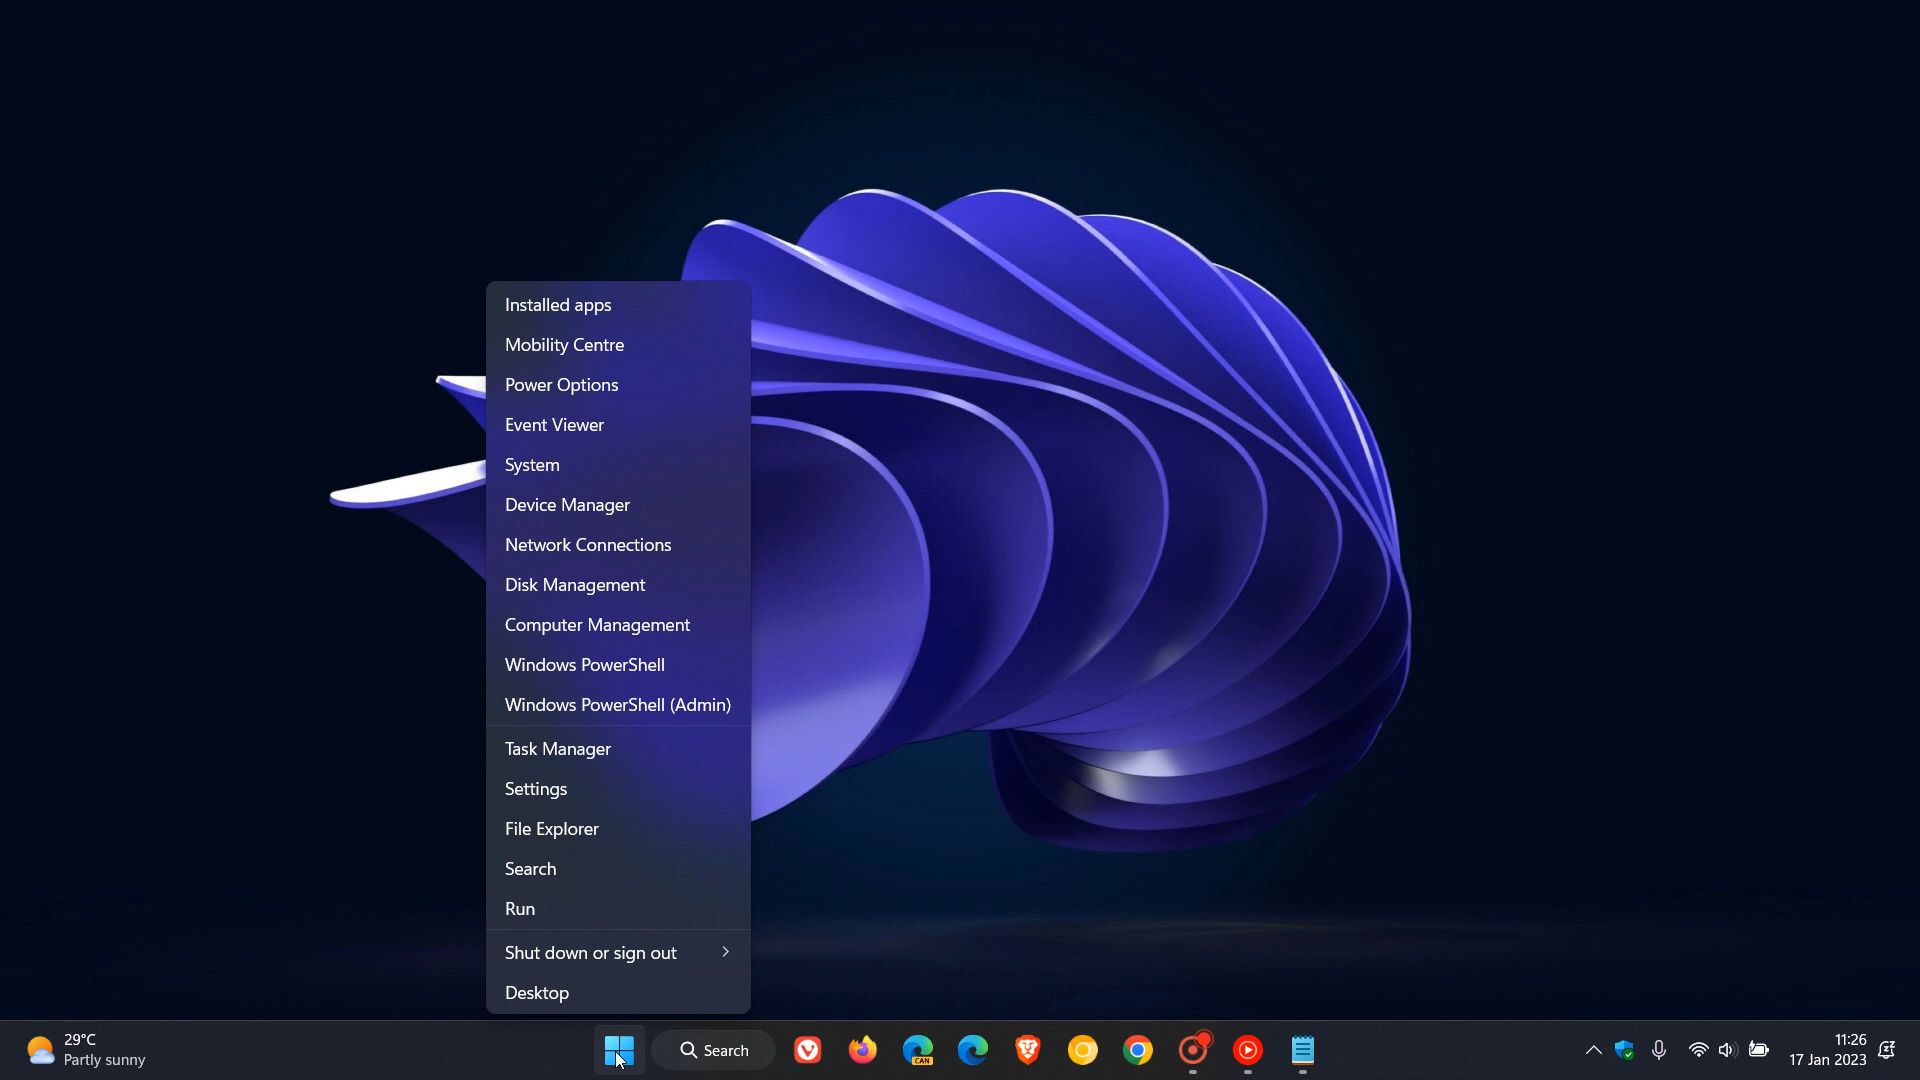 Installed apps
Mobility Centre
Power Options
Event Viewer
System
Device Manager
Network Connections
Disk Management
Computer Management
Windows PowerShell
Windows PowerShell (Admin)
Task Manager
Settings
File Explorer
Search
Run
Shut down or sign out
Desktop
29°C
Partly sunny
Search
CAN
11:26
17 Jan 2023